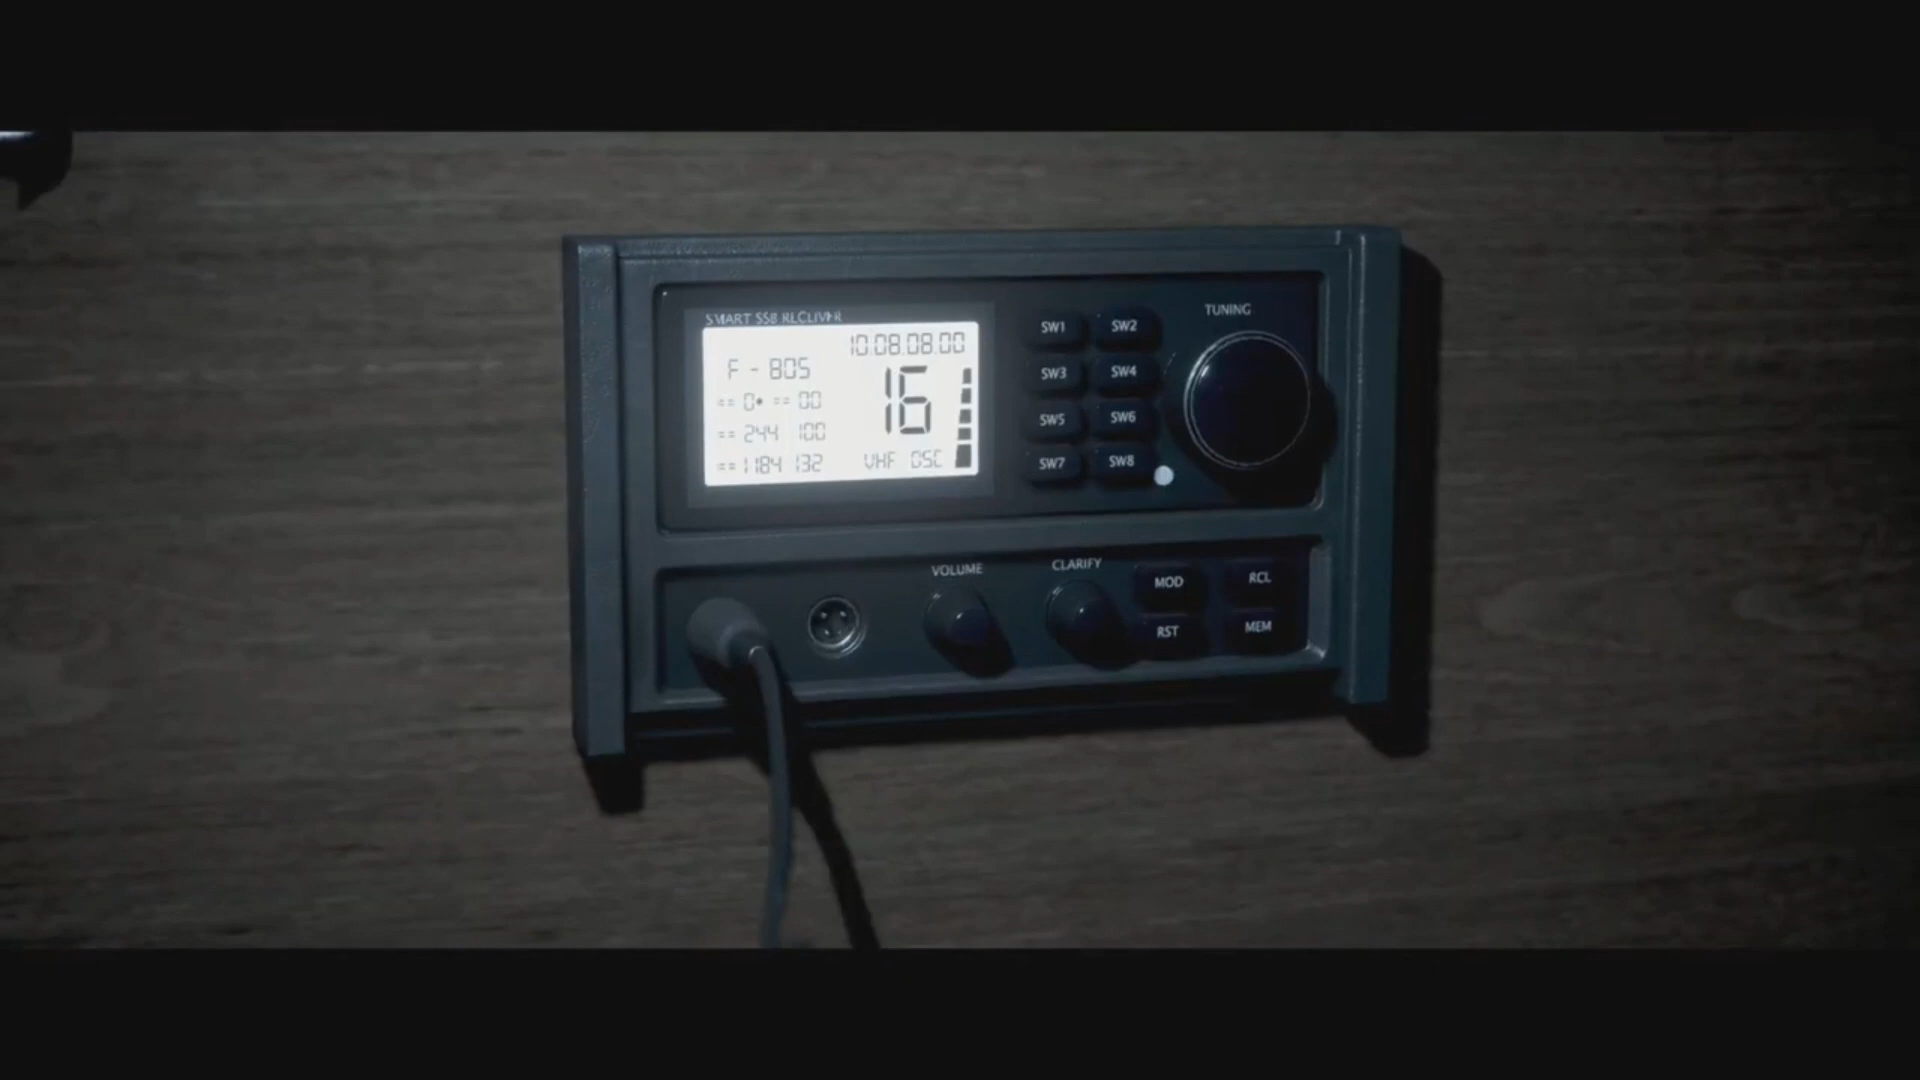 SMART SSB RECEIVER
10:08:08:00
F - 805
16
== 0* == 00
== 244 100
== 1184 132
VHF DSC
SW1 SW2
SW3 SW4
SW5 SW6
SW7 SW8
TUNING
VOLUME
CLARIFY
MOD RCL
RST MEM